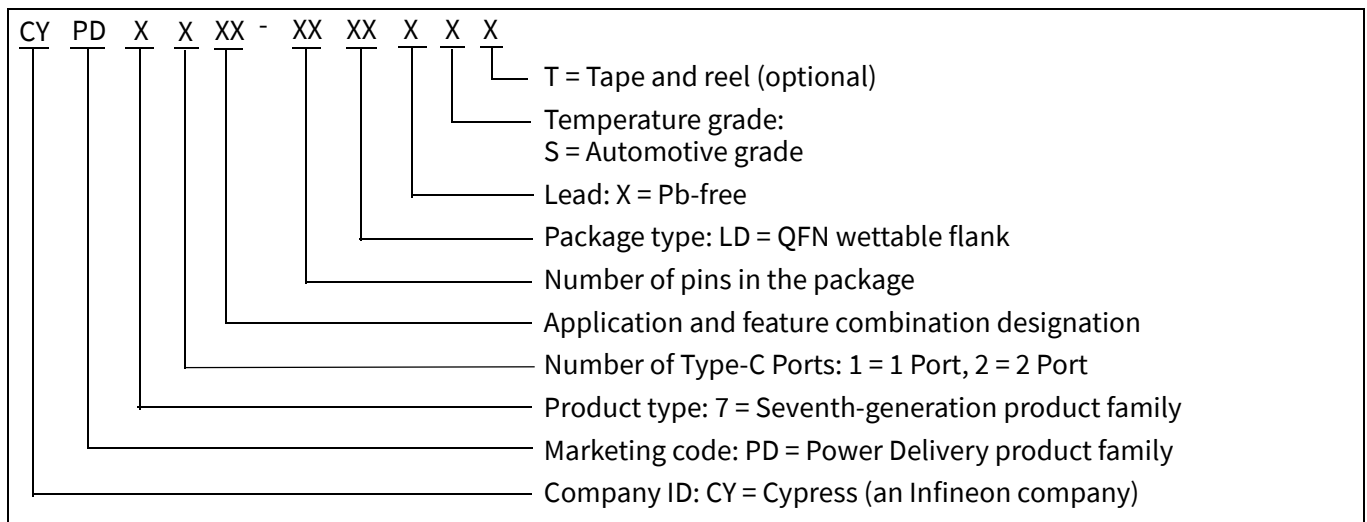 CY PD X X XX - XX XX X X X
T = Tape and reel (optional)
Temperature grade:
S = Automotive grade
Lead: X = Pb-free
Package type: LD = QFN wettable flank
Number of pins in the package
Application and feature combination designation
Number of Type-C Ports: 1 = 1 Port, 2 = 2 Port
Product type: 7 = Seventh-generation product family
Marketing code: PD = Power Delivery product family
Company ID: CY = Cypress (an Infineon company)